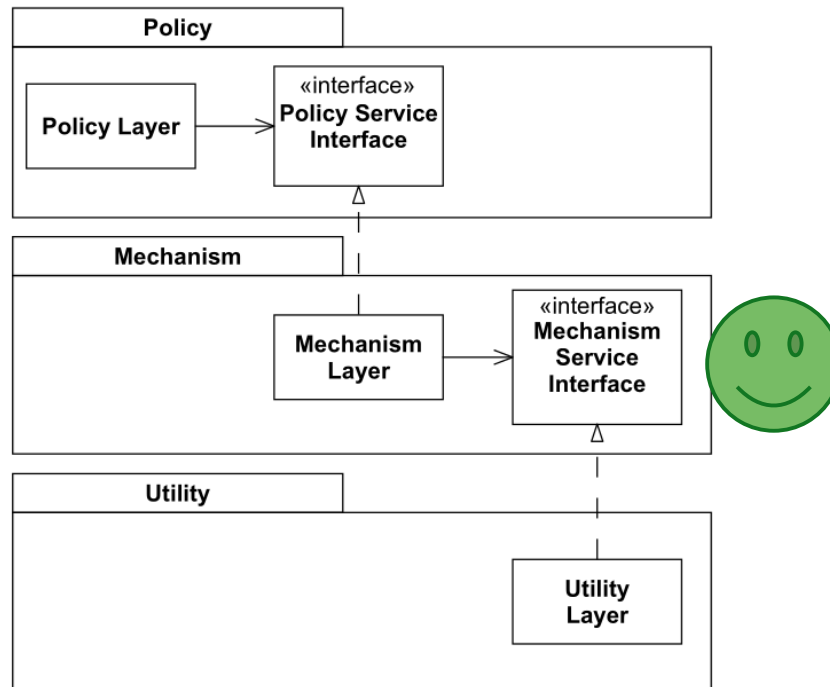 Policy
Policy Layer
«interface»
Policy Service
Interface
Mechanism
Mechanism
Layer
«interface»
Mechanism
Service
Interface
Utility
Utility
Layer